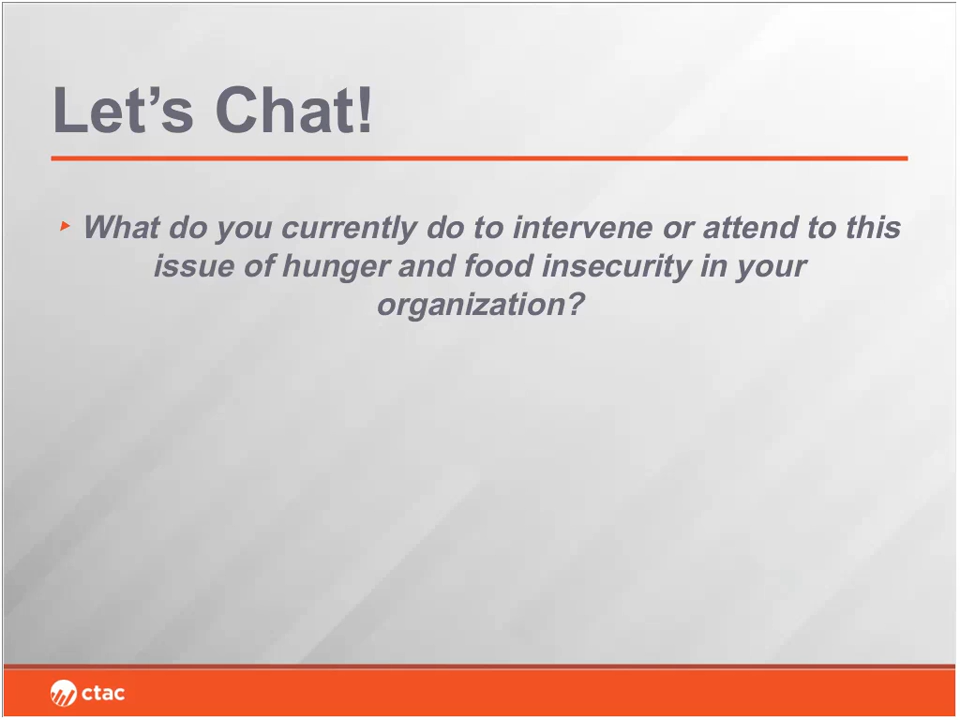 Let’s Chat!
‣ What do you currently do to intervene or attend to this
issue of hunger and food insecurity in your
organization?
ctac